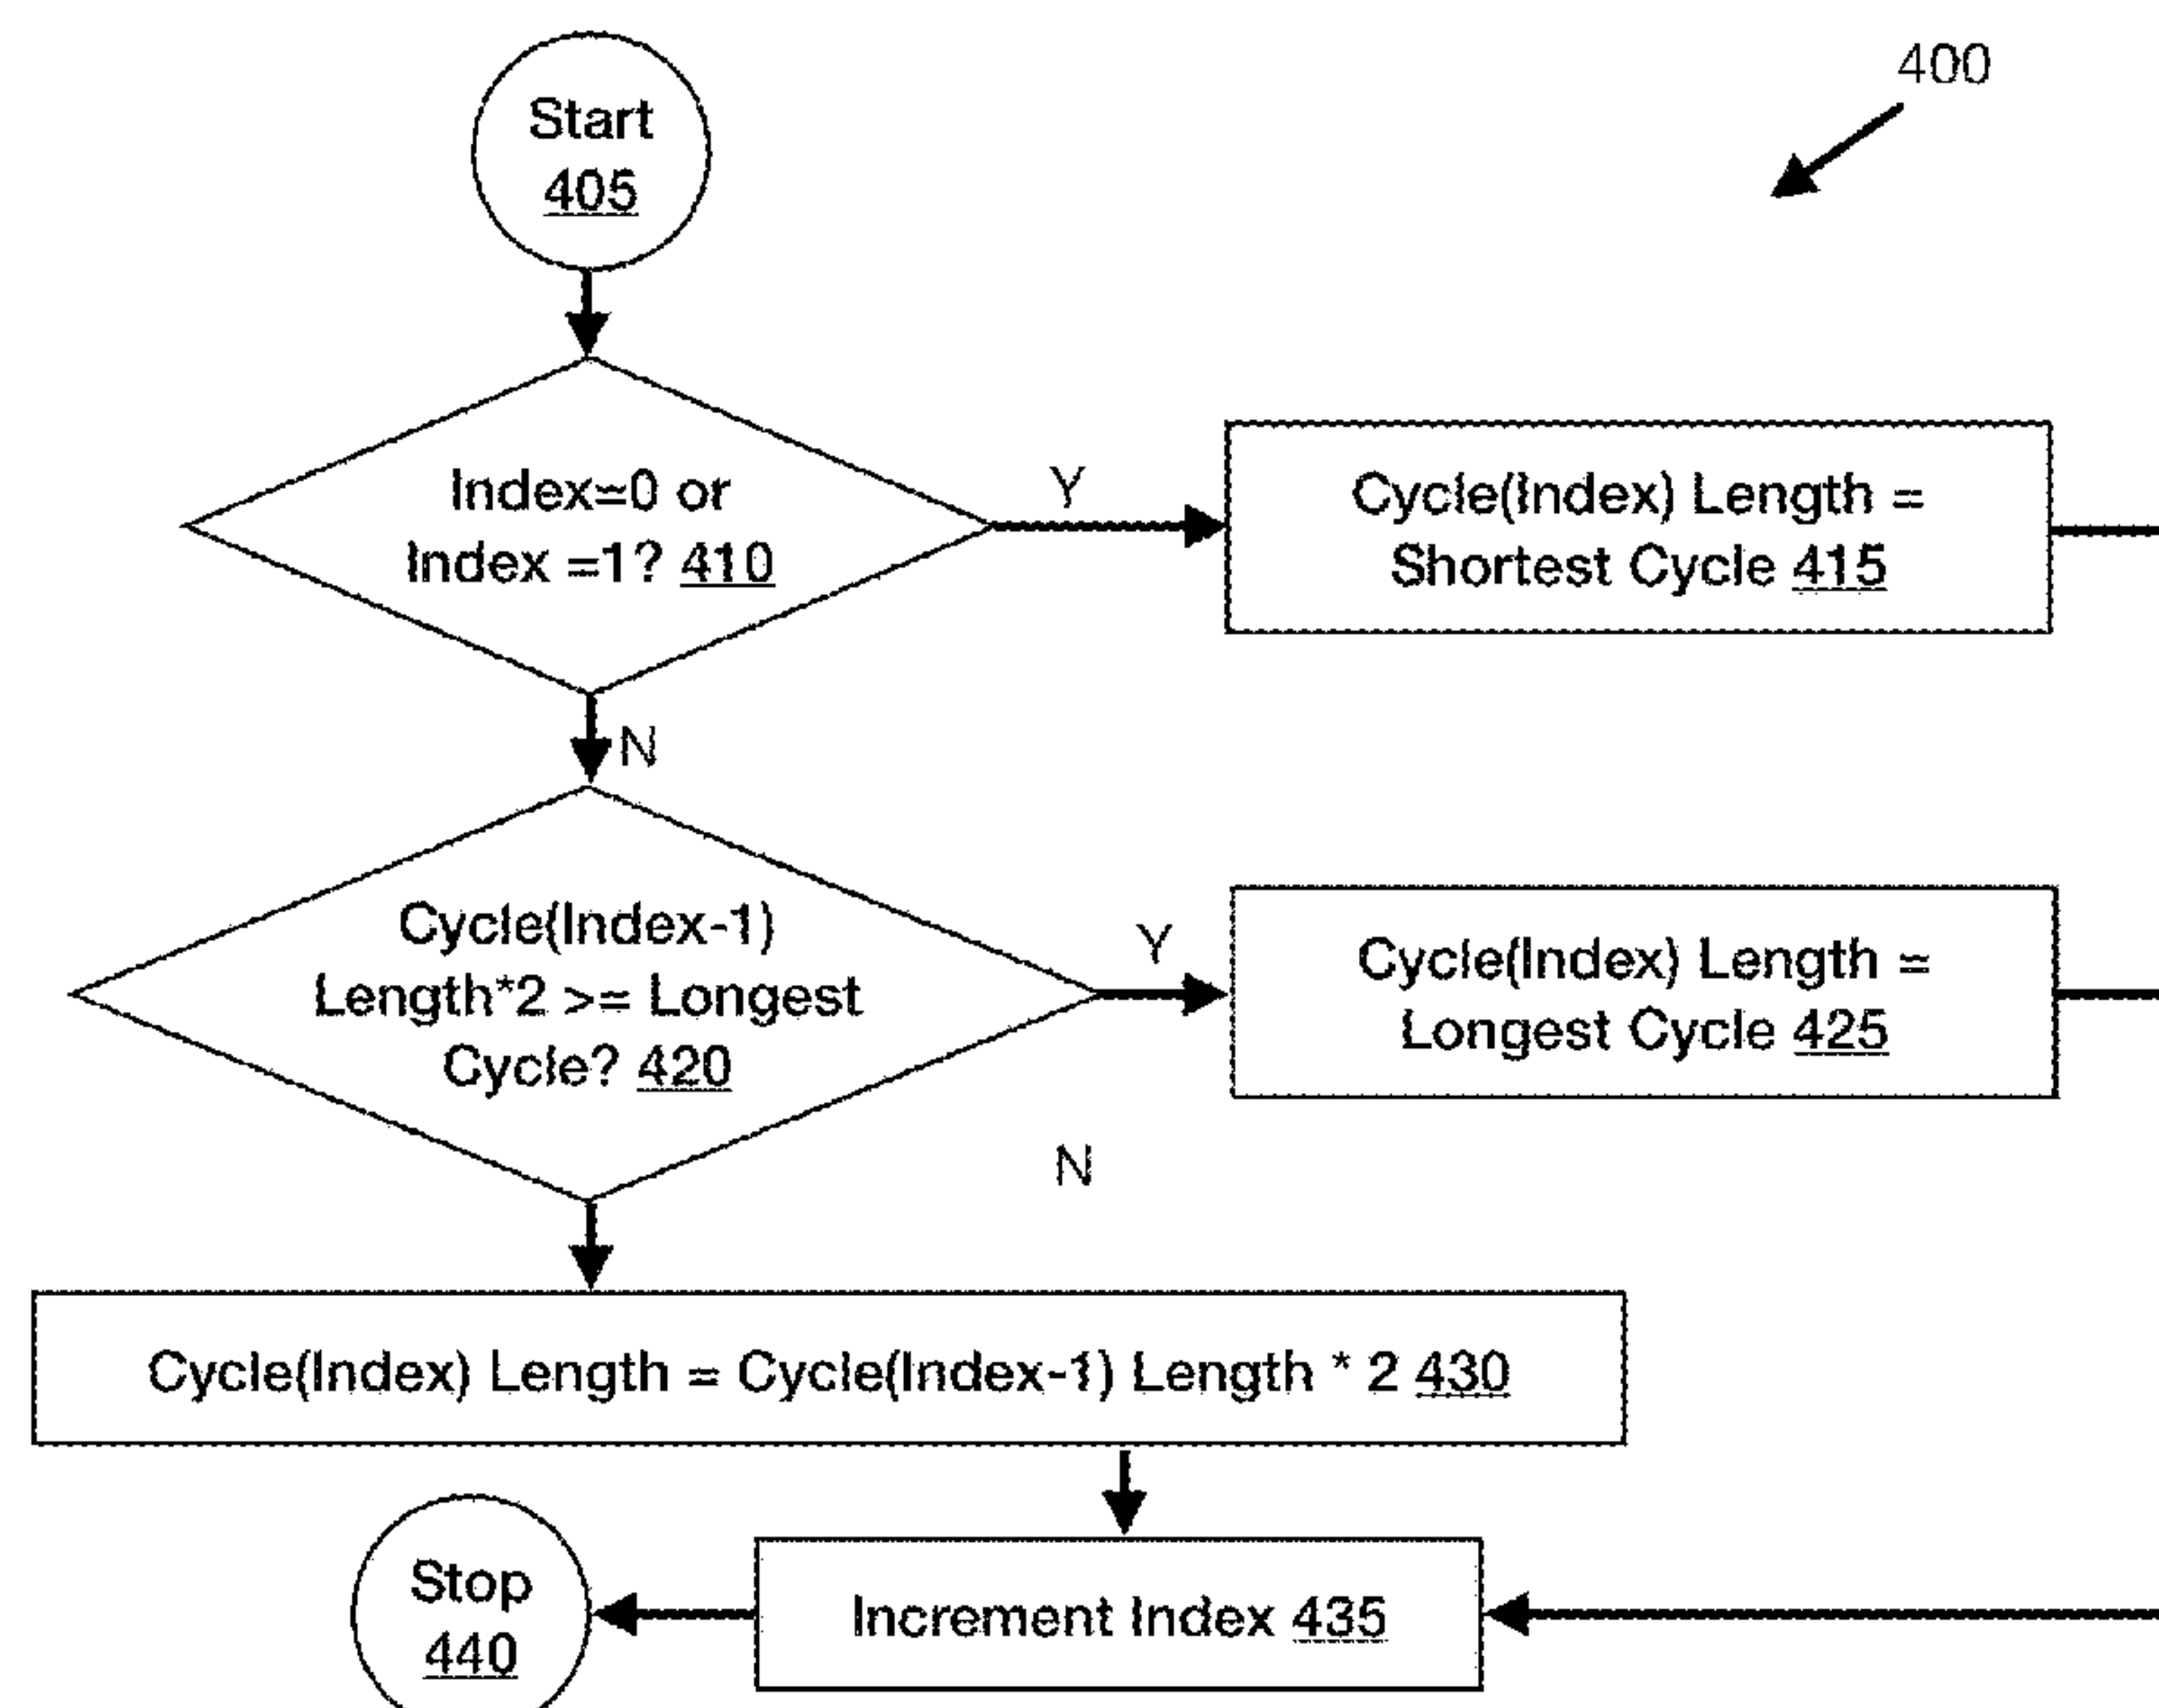 400
Start
405
Index=0 or
Index =1? 410
Y
Cycle(Index) Length =
Shortest Cycle 415
N
Cycle(Index-1)
Length*2 >= Longest
Cycle? 420
Y
Cycle(Index) Length =
Longest Cycle 425
N
Cycle(Index) Length = Cycle(Index-1) Length * 2 430
Increment Index 435
Stop
440